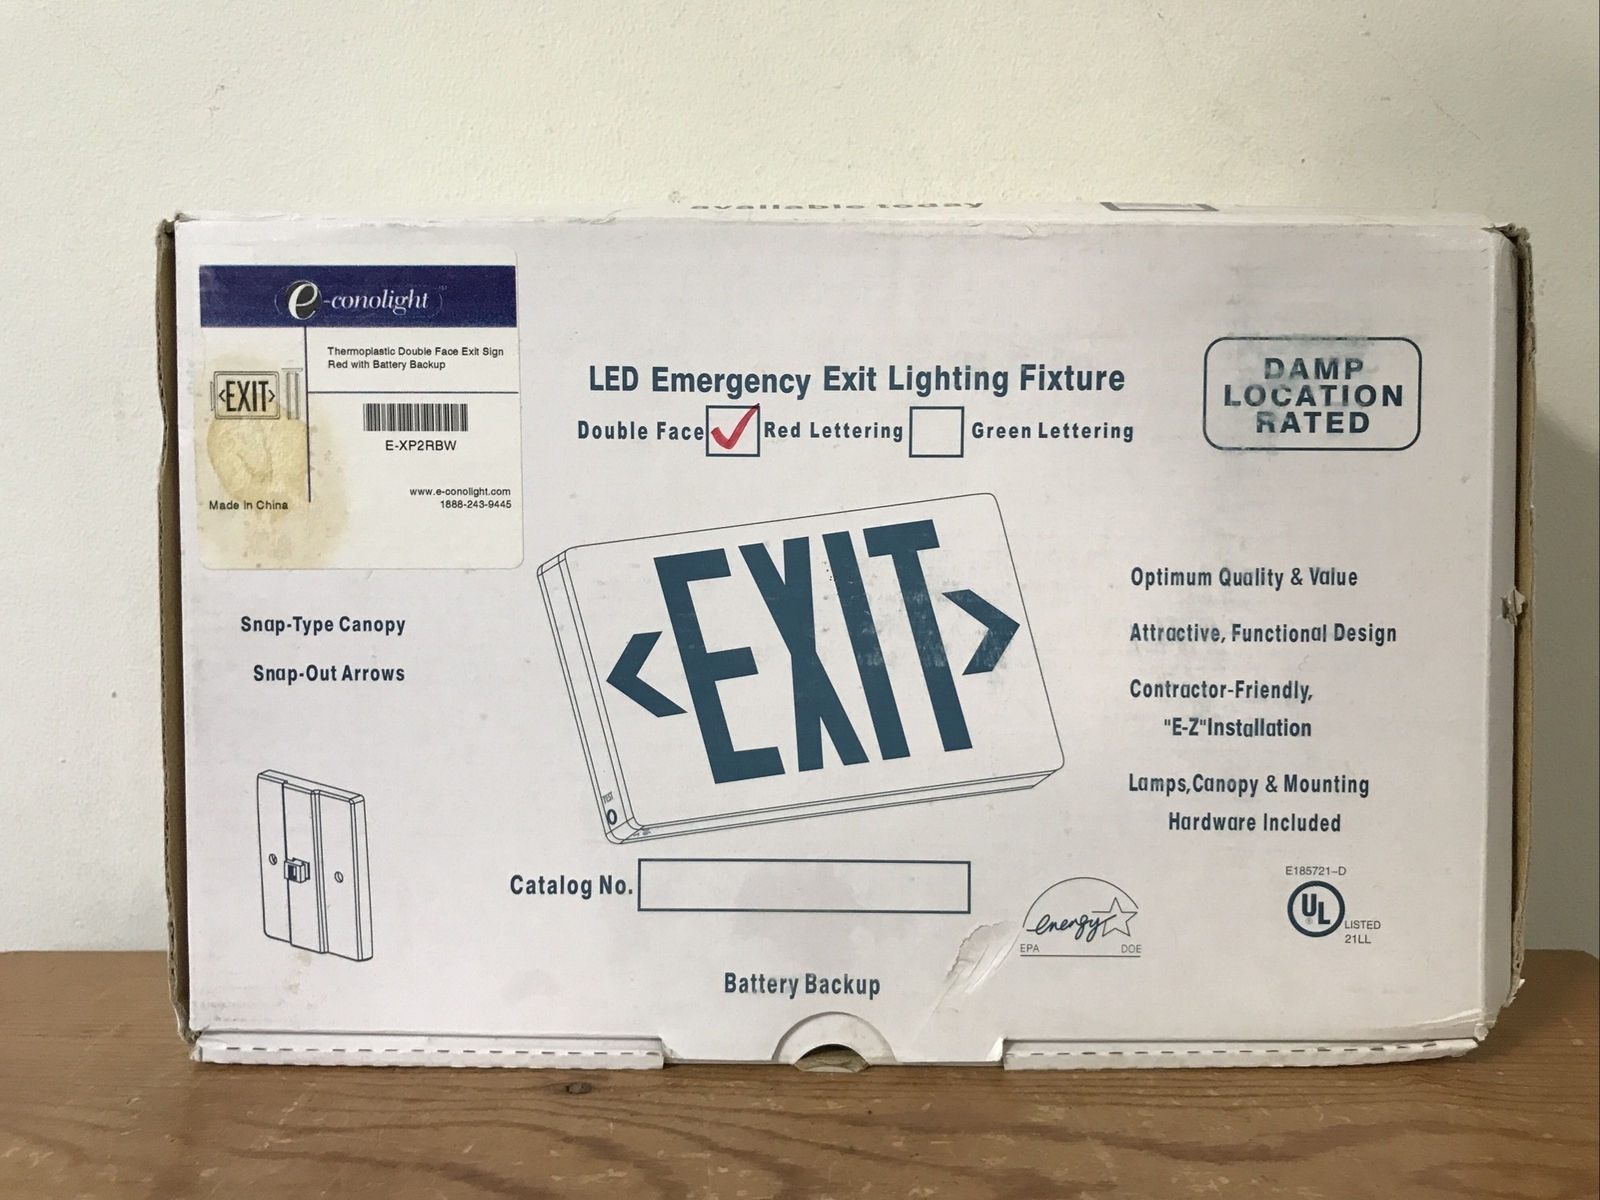 available today
e-conolight
Thermoplastic Double Face Exit Sign
Red with Battery Backup
<EXIT>
E-XP2RBW
www.e-conolight.com
1888-243-9445
Made In China
LED Emergency Exit Lighting Fixture
Double Face Red Lettering Green Lettering
DAMP
LOCATION
RATED
Snap-Type Canopy
Snap-Out Arrows
<EXIT>
TEST
Optimum Quality & Value
Attractive, Functional Design
Contractor-Friendly,
"E-Z"Installation
Lamps,Canopy & Mounting
Hardware Included
Catalog No.
energy
EPA DOE
E185721-D
UL
®
LISTED
21LL
Battery Backup